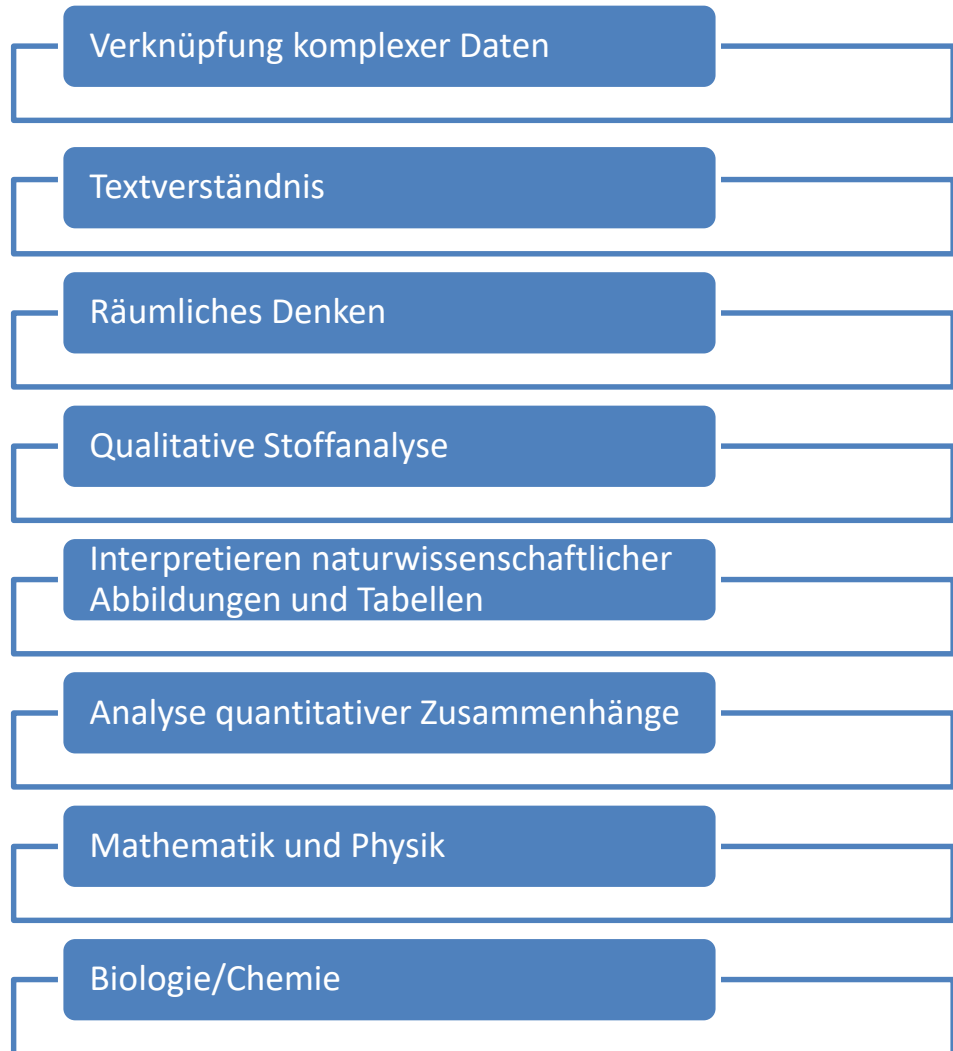 Verknüpfung komplexer Daten
Textverständnis
Räumliches Denken
Qualitative Stoffanalyse
Interpretieren naturwissenschaftlicher
Abbildungen und Tabellen
Analyse quantitativer Zusammenhänge
Mathematik und Physik
Biologie/Chemie